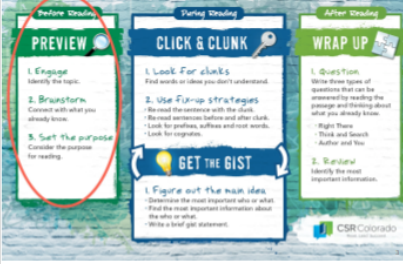 Before Reading
PREVIEW
1. Engage
Identify the topic.
2. Brainstorm
Connect with what you
already know.
3. Set the purpose
Consider the purpose
for reading.
During Reading
CLICK & CLUNK
1. Look for clunks
Find words or ideas you don't understand.
2. Use fix-up strategies
- Re-read the sentence with the clunk.
- Re-read sentences before and after clunk.
- Look for prefixes, suffixes and root words.
- Look for cognates.
GET THE GIST
1. Figure out the main idea
- Determine the most important who or what.
- Find the most important information about
the who or what.
- Write a brief gist statement.
After Reading
WRAP UP
1. Question
Write three types of
questions that can be
answered by reading the
passage and thinking about
what you already know.
- Right There
- Think and Search
- Author and You
2. Review
Identify the most
important information.
CSR Colorado